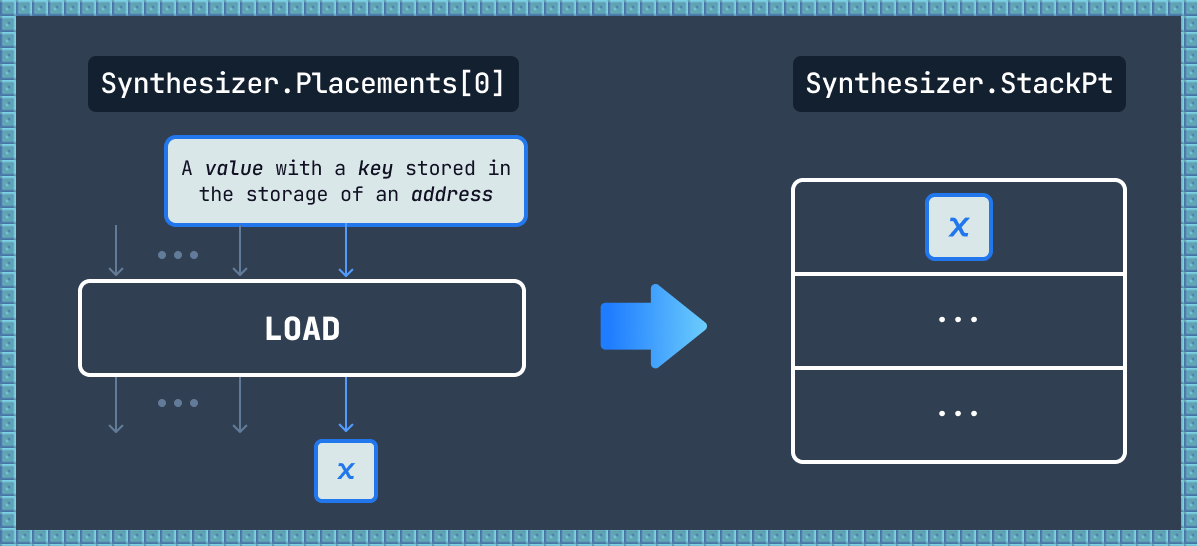 Synthesizer.Placements[0]
Synthesizer.StackPt
A value with a key stored in
the storage of an address
x
...
LOAD
...
...
...
x